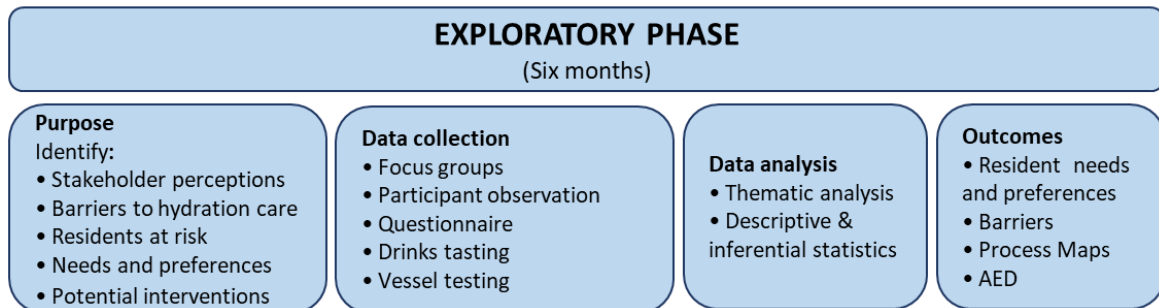 EXPLORATORY PHASE
(Six months)
Purpose
Identify:
• Stakeholder perceptions
• Barriers to hydration care
• Residents at risk
• Needs and preferences
• Potential interventions
Data collection
• Focus groups
• Participant observation
• Questionnaire
• Drinks tasting
• Vessel testing
Data analysis
• Thematic analysis
• Descriptive &
inferential statistics
Outcomes
• Resident needs
and preferences
• Barriers
• Process Maps
• AED